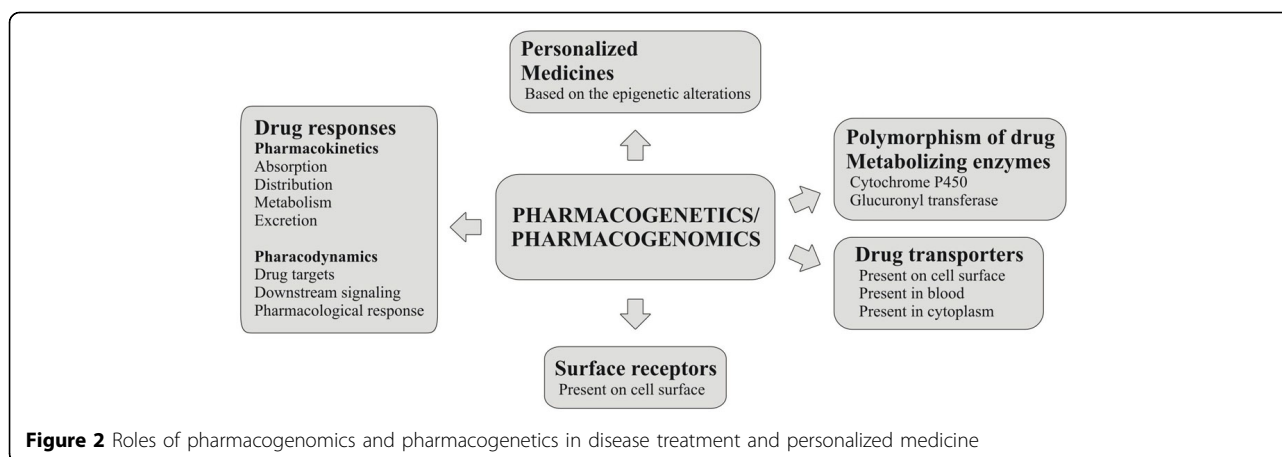 Personalized
Medicines
Based on the epigenetic alterations
Drug responses
Pharmacokinetics
Absorption
Distribution
Metabolism
Excretion
Pharacodynamics
Drug targets
Downstream signaling
Pharmacological response
PHARMACOGENETICS/
PHARMACOGENOMICS
Polymorphism of drug
Metabolizing enzymes
Cytochrome P450
Glucuronyl transferase
Drug transporters
Present on cell surface
Present in blood
Present in cytoplasm
Surface receptors
Present on cell surface
Figure 2 Roles of pharmacogenomics and pharmacogenetics in disease treatment and personalized medicine